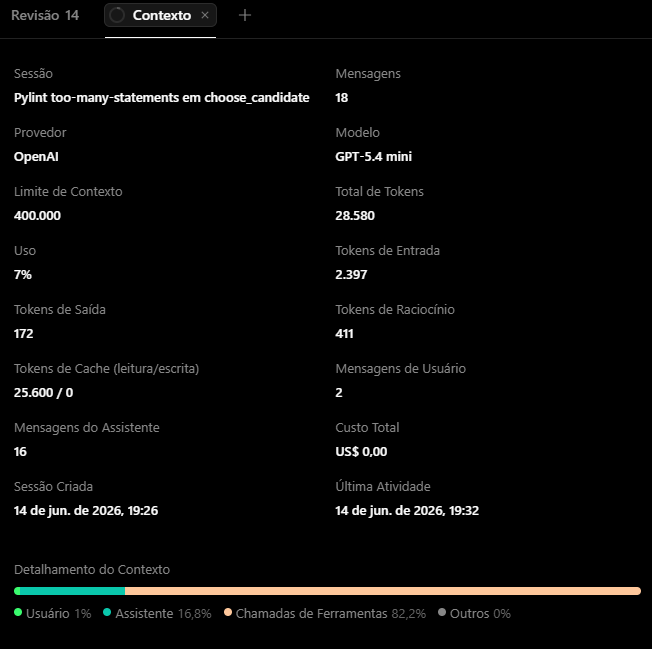 Revisão 14 Contexto × +
Sessão Mensagens
Pylint too-many-statements em choose_candidate 18
Provedor Modelo
OpenAI GPT-5.4 mini
Limite de Contexto Total de Tokens
400.000 28.580
Uso Tokens de Entrada
7% 2.397
Tokens de Saída Tokens de Raciocínio
172 411
Tokens de Cache (leitura/escrita) Mensagens de Usuário
25.600 / 0 2
Mensagens do Assistente Custo Total
16 US$ 0,00
Sessão Criada Última Atividade
14 de jun. de 2026, 19:26 14 de jun. de 2026, 19:32
Detalhamento do Contexto
Usuário 1% Assistente 16,8% Chamadas de Ferramentas 82,2% Outros 0%